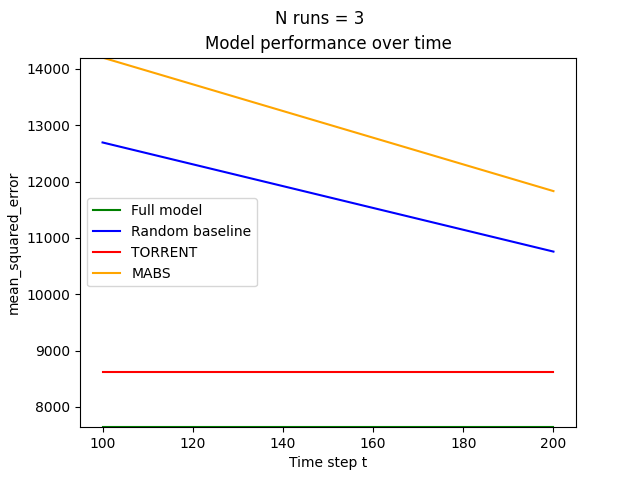 N runs = 3
Model performance over time
mean_squared_error
14000
13000
12000
11000
10000
9000
8000
Full model
Random baseline
TORRENT
MABS
100 120 140 160 180 200
Time step t